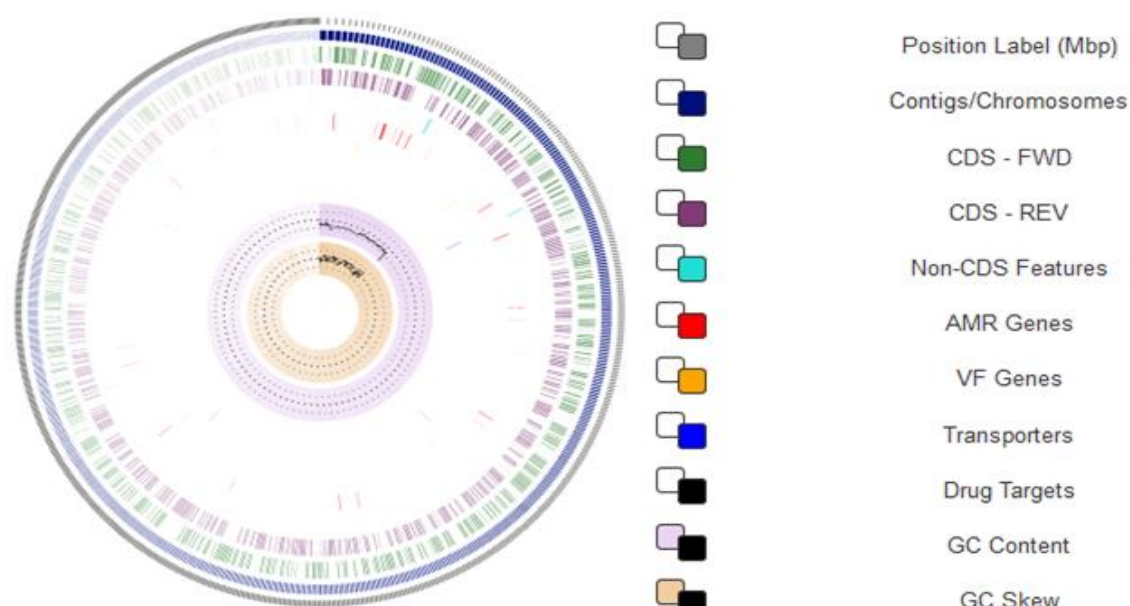 Position Label (Mbp)
Contigs/Chromosomes
CDS - FWD
CDS - REV
Non-CDS Features
AMR Genes
VF Genes
Transporters
Drug Targets
GC Content
GC Skew